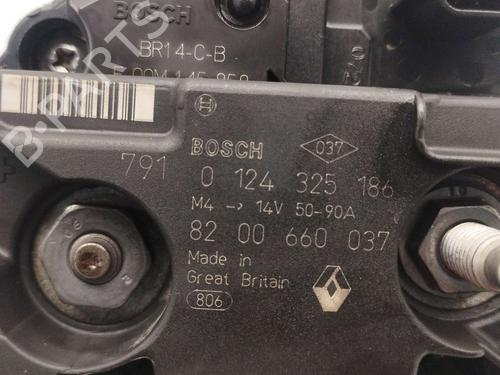 BOSCH
BR14-C-B
B-PARTS
BOSCH
037
791
0 124 325 186
M4 → 14V 50-90A
82 00 660 037
Made in
Great Britain
806